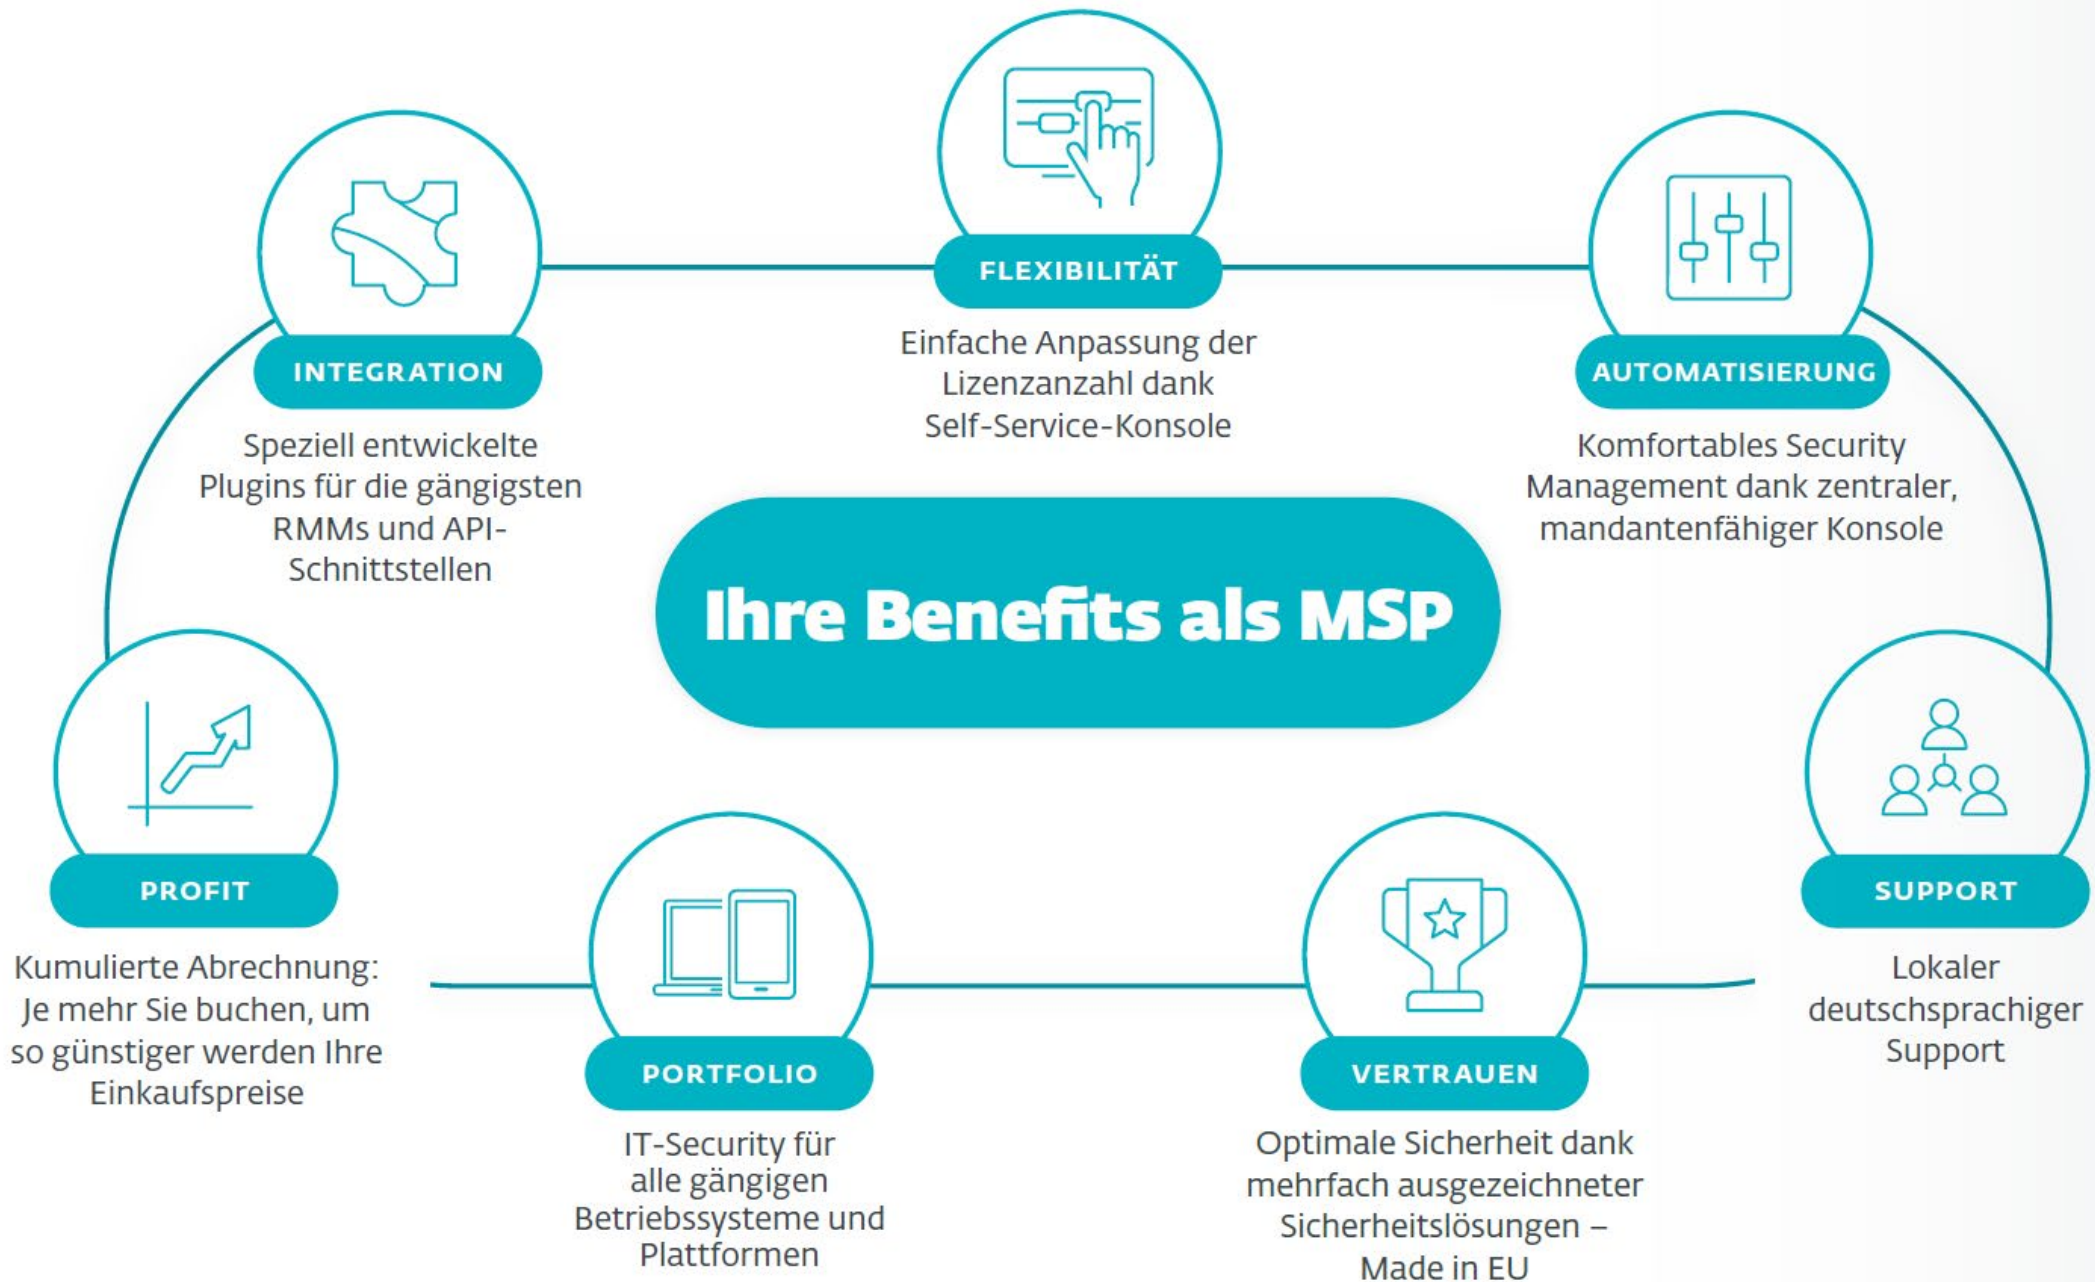 FLEXIBILITÄT
Einfache Anpassung der
Lizenzanzahl dank
Self-Service-Konsole
INTEGRATION
Speziell entwickelte
Plugins für die gängigsten
RMMs und API-
Schnittstellen
AUTOMATISIERUNG
Komfortables Security
Management dank zentraler,
mandantenfähiger Konsole
Ihre Benefits als MSP
PROFIT
Kumulierte Abrechnung:
Je mehr Sie buchen, um
so günstiger werden Ihre
Einkaufspreise
SUPPORT
Lokaler
deutschsprachiger
Support
PORTFOLIO
IT-Security für
alle gängigen
Betriebssysteme und
Plattformen
VERTRAUEN
Optimale Sicherheit dank
mehrfach ausgezeichneter
Sicherheitslösungen –
Made in EU